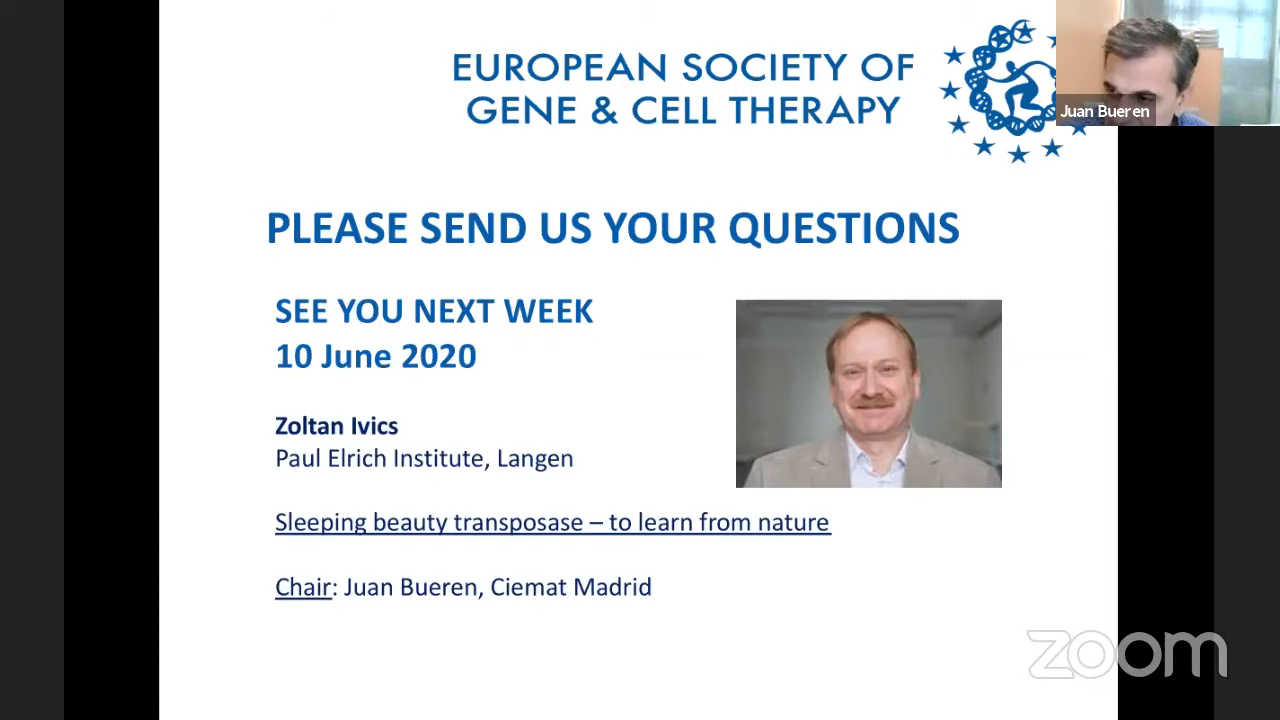 EUROPEAN SOCIETY OF
GENE & CELL THERAPY
Juan Bueren
PLEASE SEND US YOUR QUESTIONS
SEE YOU NEXT WEEK
10 June 2020
Zoltan Ivics
Paul Elrich Institute, Langen
Sleeping beauty transposase – to learn from nature
Chair: Juan Bueren, Ciemat Madrid
zoom